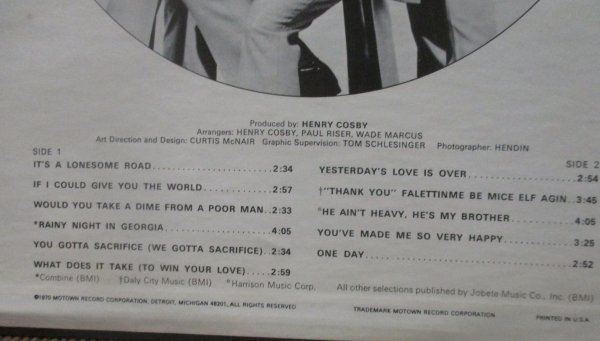 Produced by: HENRY COSBY
Arrangers: HENRY COSBY, PAUL RISER, WADE MARCUS
Art Direction and Design: CURTIS McNAIR Graphic Supervision: TOM SCHLESINGER Photographer: HENDIN
SIDE 1
IT'S A LONESOME ROAD........................2:34
IF I COULD GIVE YOU THE WORLD..............2:57
WOULD YOU TAKE A DIME FROM A POOR MAN..2:33
*RAINY NIGHT IN GEORGIA.....................4:05
YOU GOTTA SACRIFICE (WE GOTTA SACRIFICE).2:34
WHAT DOES IT TAKE (TO WIN YOUR LOVE).....2:59
SIDE 2
YESTERDAY'S LOVE IS OVER....................2:54
†"THANK YOU" FALETTINME BE MICE ELF AGIN..3:45
°HE AIN'T HEAVY, HE'S MY BROTHER...........4:05
YOU'VE MADE ME SO VERY HAPPY..............3:25
ONE DAY.....................................2:52
*Combine (BMI) †Daly City Music (BMI) °Harrison Music Corp. All other selections published by Jobete Music Co., Inc. (BMI)
©1970 MOTOWN RECORD CORPORATION, DETROIT, MICHIGAN 48201, ALL RIGHTS RESERVED TRADEMARK MOTOWN RECORD CORPORATION PRINTED IN U.S.A.